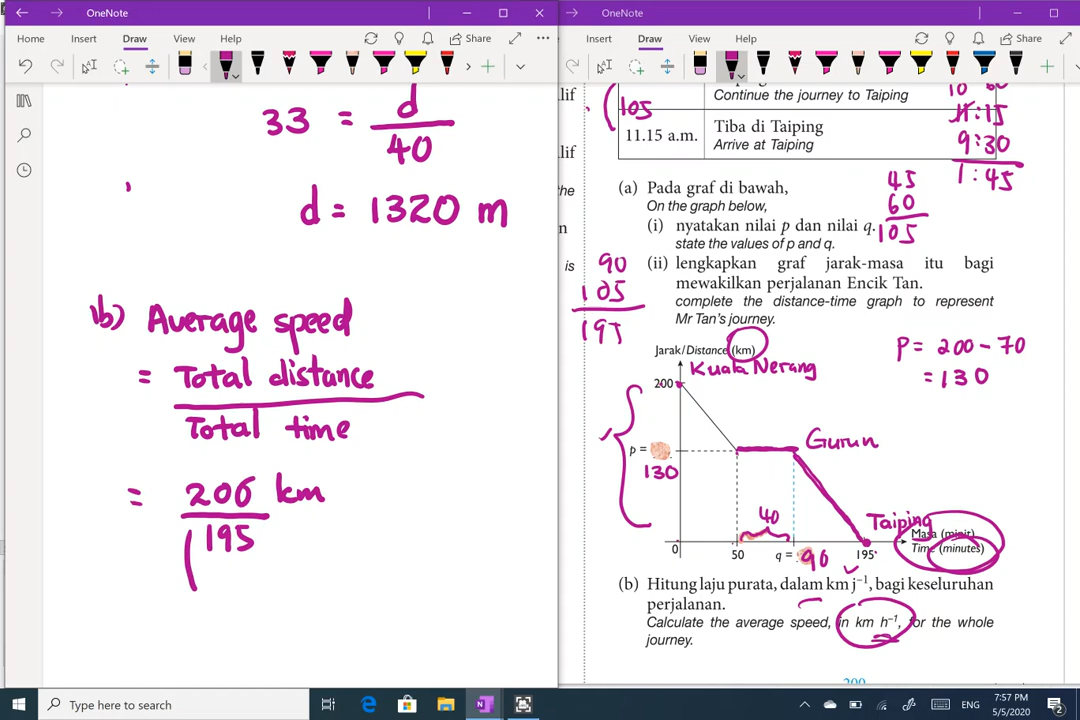 OneNote
Home Insert Draw View Help Share
33 = d
40
d = 1320 m
b) Average speed
= Total distance
Total time
= 200 km
195
Type here to search
OneNote
Insert Draw View Help Share
alif
alif
the
n
is
105
Continue the journey to Taiping
11.15 a.m.
Tiba di Taiping
Arrive at Taiping
11:15
9:30
1:45
(a) Pada graf di bawah,
On the graph below,
(i) nyatakan nilai p dan nilai q.
state the values of p and q.
45
60
105
(ii) lengkapkan graf jarak-masa itu bagi
mewakilkan perjalanan Encik Tan.
complete the distance-time graph to represent
Mr Tan's journey.
90
105
195
Jarak/Distance (km)
Kuala Nerang
200
P = 200 - 70
= 130
Gurun
p =
130
40
Taiping
Masa (minit)
Time (minutes)
0
50
q = 90
195
(b) Hitung laju purata, dalam km j⁻¹, bagi keseluruhan
perjalanan.
Calculate the average speed, in km h⁻¹, for the whole
journey.
200
ENG
7:57 PM
5/5/2020
2